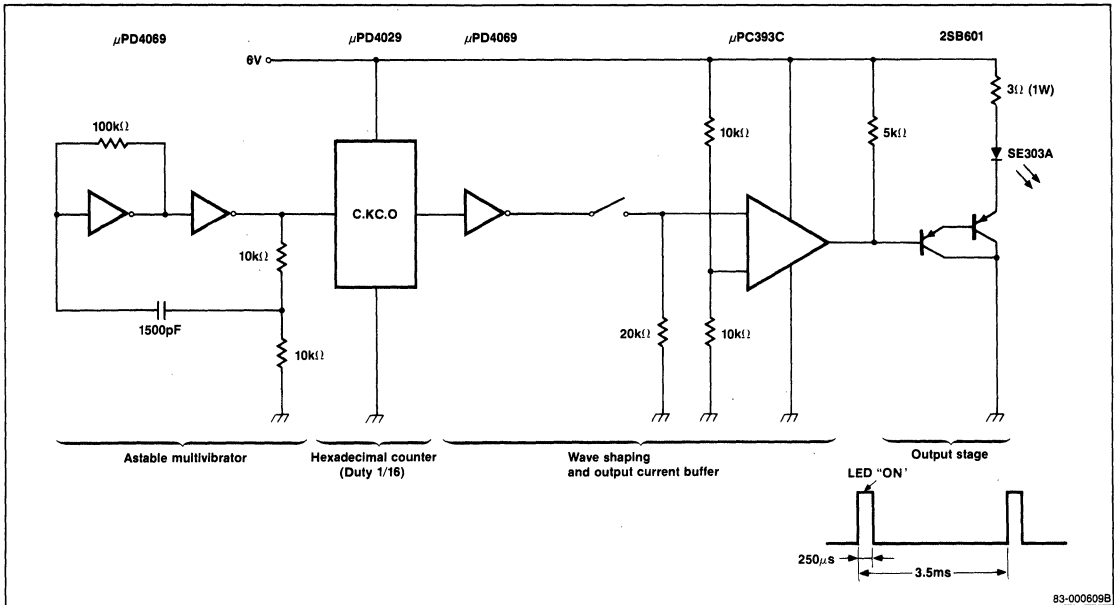 μPD4069
μPD4029
μPD4069
μPC393C
2SB601
6V
3Ω (1W)
100kΩ
10kΩ
5kΩ
SE303A
C.KC.O
10kΩ
1500pF
10kΩ
20kΩ
10kΩ
Astable multivibrator
Hexadecimal counter
(Duty 1/16)
Wave shaping
and output current buffer
Output stage
LED "ON'
250μs
3.5ms
83-000609B